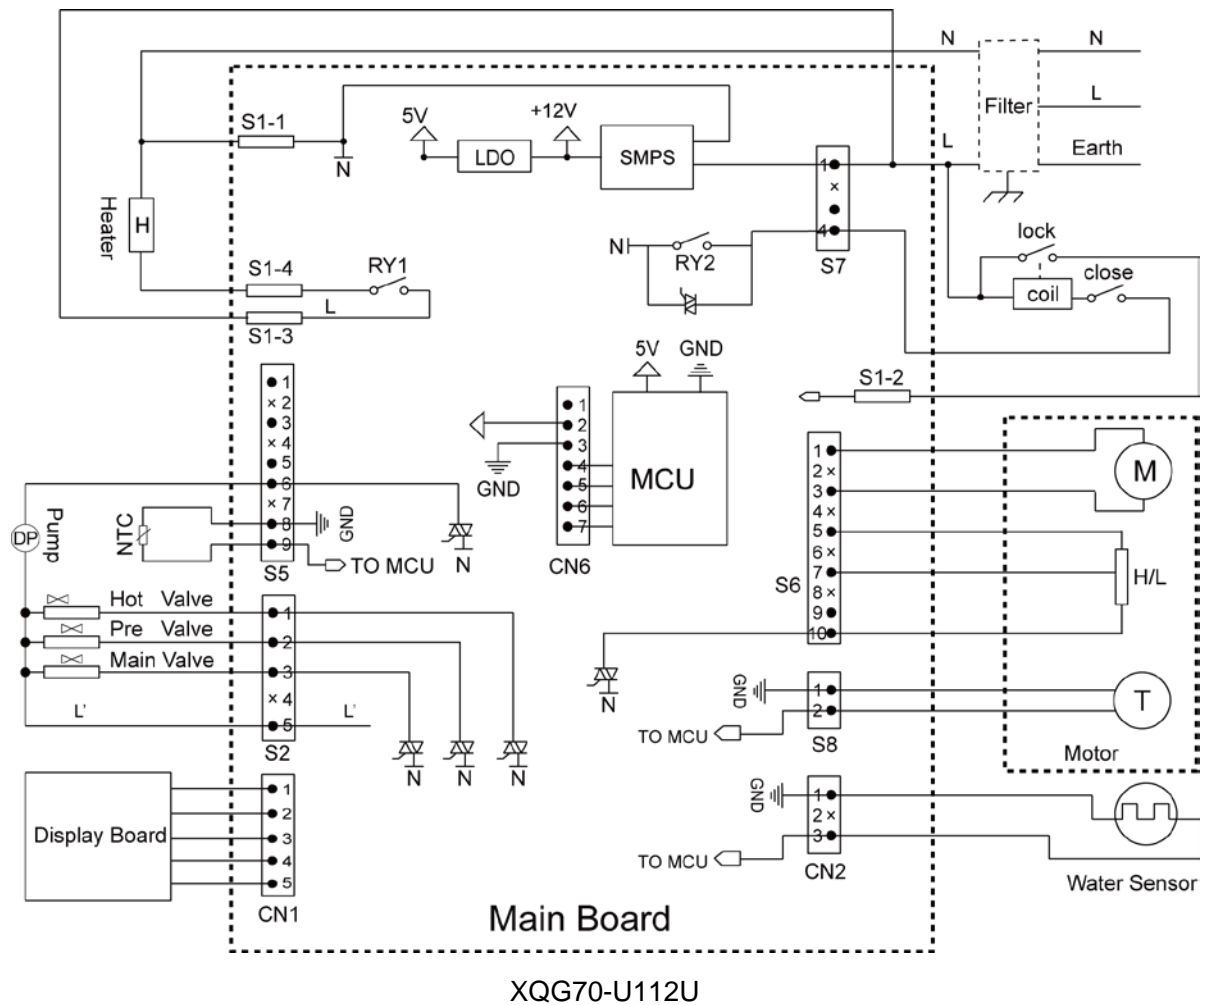 N N
Filter L
L Earth
S1-1
5V +12V
LDO SMPS
N
1
×
4
S7
Heater
H
N
RY2
lock
close
coil
S1-4
RY1
L
S1-3
S1-2
5V GND
MCU
1
2
3
4
5
6
7
CN6
GND
1
×2
3
×4
5
6
×7
8
9
S5
GND
TO MCU
N
DP
Pump
NTC
Hot Valve
Pre Valve
Main Valve
L'
L'
1
2
3
×4
5
S2
N N N
1
2×
3
4×
5
6×
7
8×
9
10
S6
N
M
H/L
T
Motor
GND
1
2
S8
TO MCU
GND
1
2×
3
CN2
TO MCU
Water Sensor
Display Board
1
2
3
4
5
CN1
Main Board
XQG70-U112U